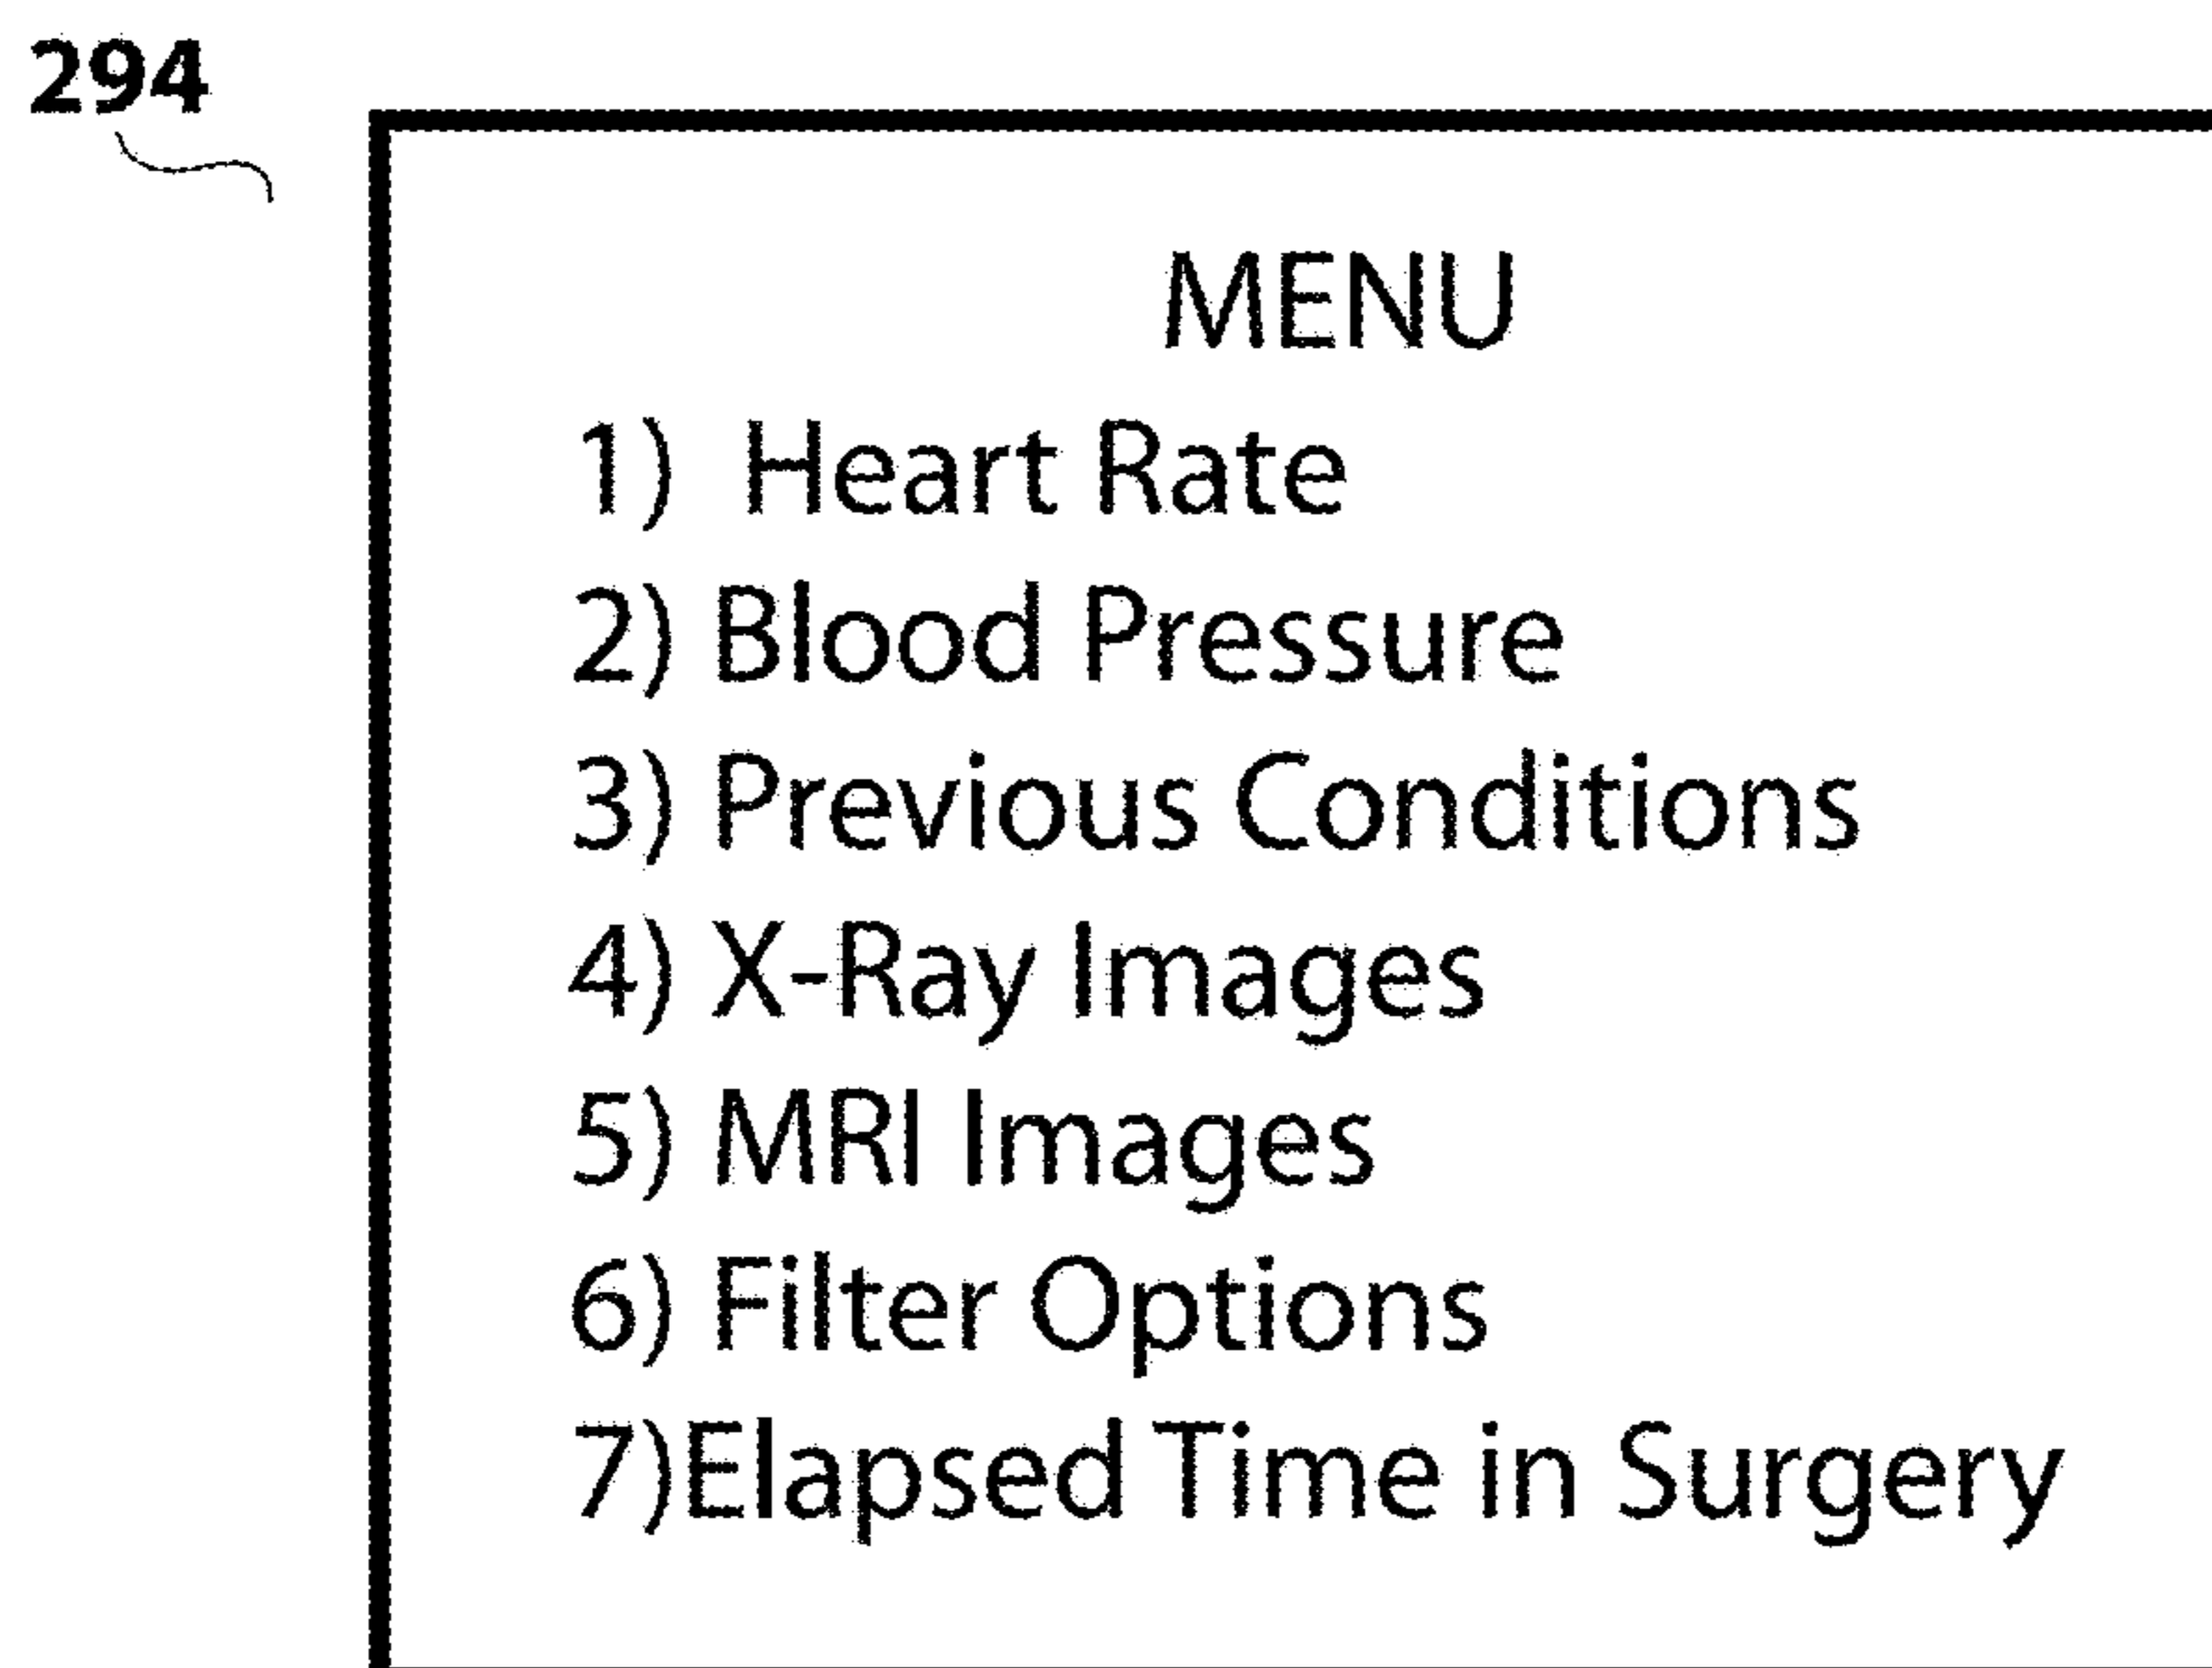 294
MENU
1) Heart Rate
2) Blood Pressure
3) Previous Conditions
4) X-Ray Images
5) MRI Images
6) Filter Options
7)Elapsed Time in Surgery